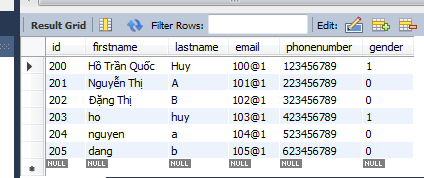 Result Grid Filter Rows: Edit:
id firstname lastname email phonenumber gender
200 Hồ Trần Quốc Huy 100@1 123456789 1
201 Nguyễn Thị A 101@1 223456789 0
202 Đặng Thị B 102@1 323456789 0
203 ho huy 103@1 423456789 1
204 nguyen a 104@1 523456789 0
205 dang b 105@1 623456789 0
NULL NULL NULL NULL NULL NULL